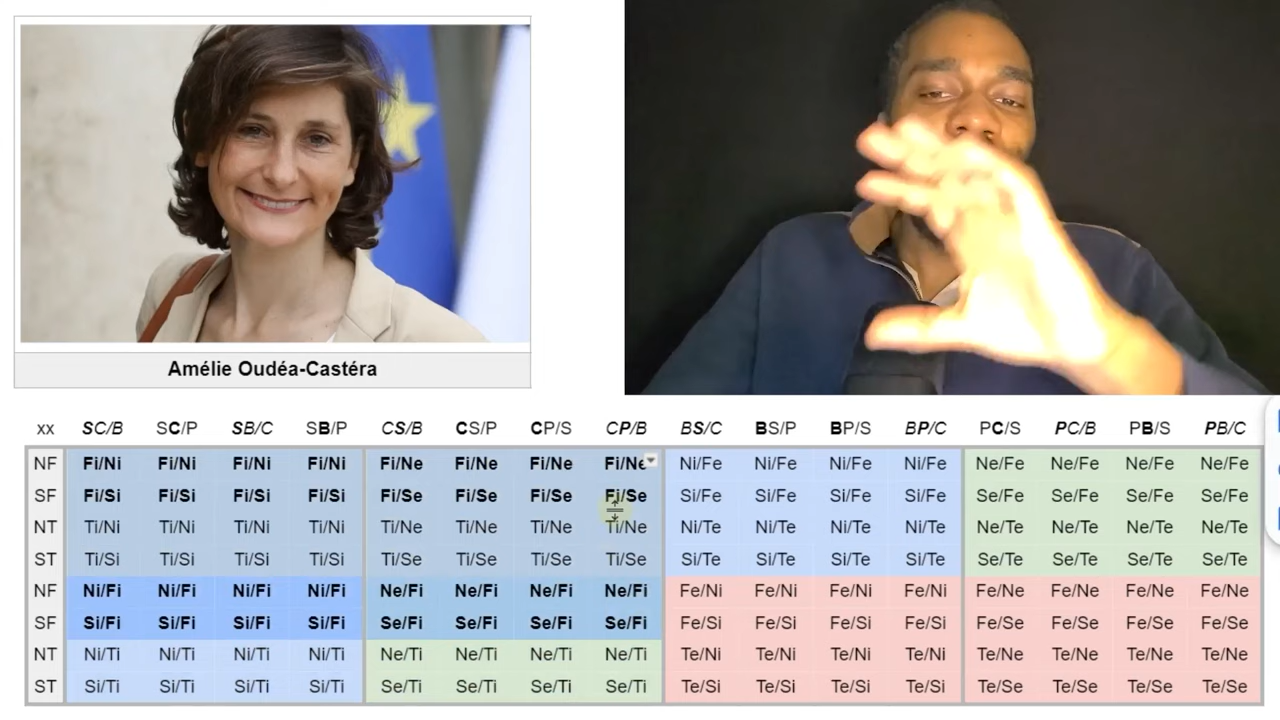 Amélie Oudéa-Castéra
xx SC/B SC/P SB/C SB/P CS/B CS/P CP/S CP/B BS/C BS/P BP/S BP/C PC/S PC/B PB/S PB/C
NF Fi/Ni Fi/Ni Fi/Ni Fi/Ni Fi/Ne Fi/Ne Fi/Ne Fi/Ne Ni/Fe Ni/Fe Ni/Fe Ni/Fe Ne/Fe Ne/Fe Ne/Fe Ne/Fe
SF Fi/Si Fi/Si Fi/Si Fi/Si Fi/Se Fi/Se Fi/Se Fi/Se Si/Fe Si/Fe Si/Fe Si/Fe Se/Fe Se/Fe Se/Fe Se/Fe
NT Ti/Ni Ti/Ni Ti/Ni Ti/Ni Ti/Ne Ti/Ne Ti/Ne Ti/Ne Ni/Te Ni/Te Ni/Te Ni/Te Ne/Te Ne/Te Ne/Te Ne/Te
ST Ti/Si Ti/Si Ti/Si Ti/Si Ti/Se Ti/Se Ti/Se Ti/Se Si/Te Si/Te Si/Te Si/Te Se/Te Se/Te Se/Te Se/Te
NF Ni/Fi Ni/Fi Ni/Fi Ni/Fi Ne/Fi Ne/Fi Ne/Fi Ne/Fi Fe/Ni Fe/Ni Fe/Ni Fe/Ni Fe/Ne Fe/Ne Fe/Ne Fe/Ne
SF Si/Fi Si/Fi Si/Fi Si/Fi Se/Fi Se/Fi Se/Fi Se/Fi Fe/Si Fe/Si Fe/Si Fe/Si Fe/Se Fe/Se Fe/Se Fe/Se
NT Ni/Ti Ni/Ti Ni/Ti Ni/Ti Ne/Ti Ne/Ti Ne/Ti Ne/Ti Te/Ni Te/Ni Te/Ni Te/Ni Te/Ne Te/Ne Te/Ne Te/Ne
ST Si/Ti Si/Ti Si/Ti Si/Ti Se/Ti Se/Ti Se/Ti Se/Ti Te/Si Te/Si Te/Si Te/Si Te/Se Te/Se Te/Se Te/Se